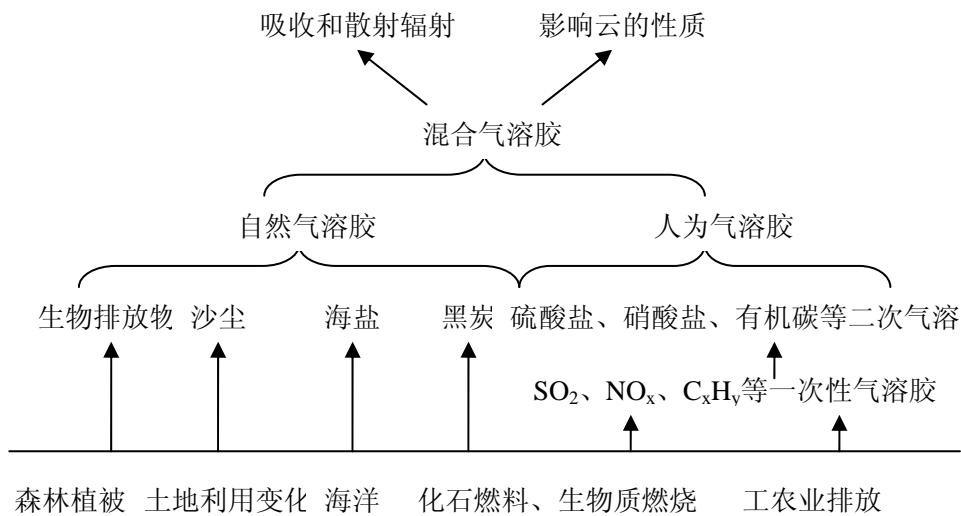 吸收和散射辐射 影响云的性质
混合气溶胶
自然气溶胶 人为气溶胶
生物排放物 沙尘 海盐 黑炭 硫酸盐、硝酸盐、有机碳等二次气溶
SO₂、NOₓ、CₓHᵧ等一次性气溶胶
森林植被 土地利用变化 海洋 化石燃料、生物质燃烧 工农业排放